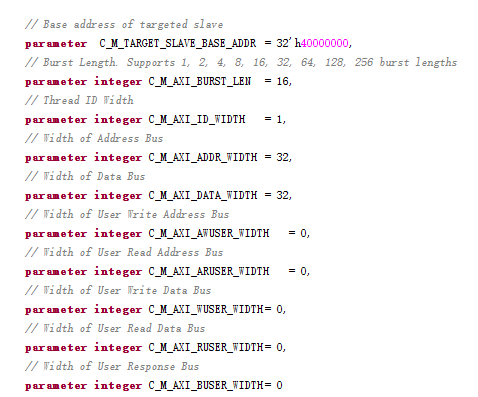 // Base address of targeted slave
parameter  C_M_TARGET_SLAVE_BASE_ADDR = 32'h40000000,
// Burst Length. Supports 1, 2, 4, 8, 16, 32, 64, 128, 256 burst lengths
parameter integer C_M_AXI_BURST_LEN = 16,
// Thread ID Width
parameter integer C_M_AXI_ID_WIDTH = 1,
// Width of Address Bus
parameter integer C_M_AXI_ADDR_WIDTH = 32,
// Width of Data Bus
parameter integer C_M_AXI_DATA_WIDTH = 32,
// Width of User Write Address Bus
parameter integer C_M_AXI_AWUSER_WIDTH = 0,
// Width of User Read Address Bus
parameter integer C_M_AXI_ARUSER_WIDTH = 0,
// Width of User Write Data Bus
parameter integer C_M_AXI_WUSER_WIDTH= 0,
// Width of User Read Data Bus
parameter integer C_M_AXI_RUSER_WIDTH= 0,
// Width of User Response Bus
parameter integer C_M_AXI_BUSER_WIDTH= 0